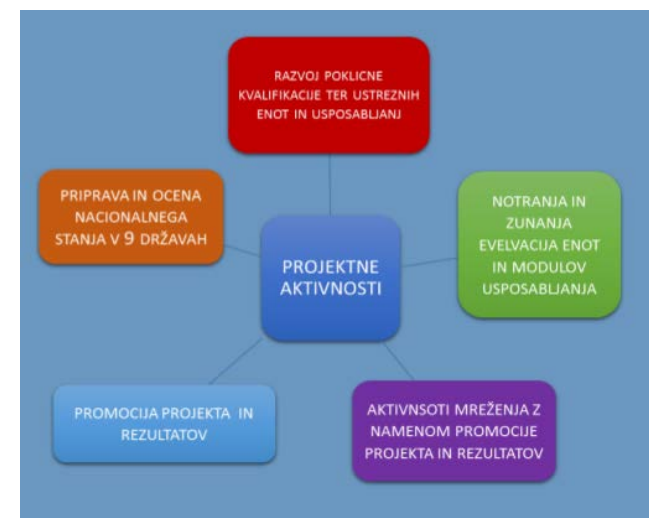 RAZVOJ POKLICNE
KVALIFIKACIJE TER USTREZNIH
ENOT IN USPOSABLJANJ
PRIPRAVA IN OCENA
NACIONALNEGA
STANJA V 9 DRŽAVAH
NOTRANJA IN
ZUNANJA
EVELVACIJA ENOT
IN MODULOV
USPOSABLJANJA
PROJEKTNE
AKTIVNOSTI
PROMOCIJA PROJEKTA IN
REZULTATOV
AKTIVNSOTI MREŽENJA Z
NAMENOM PROMOCIJE
PROJEKTA IN REZULTATOV